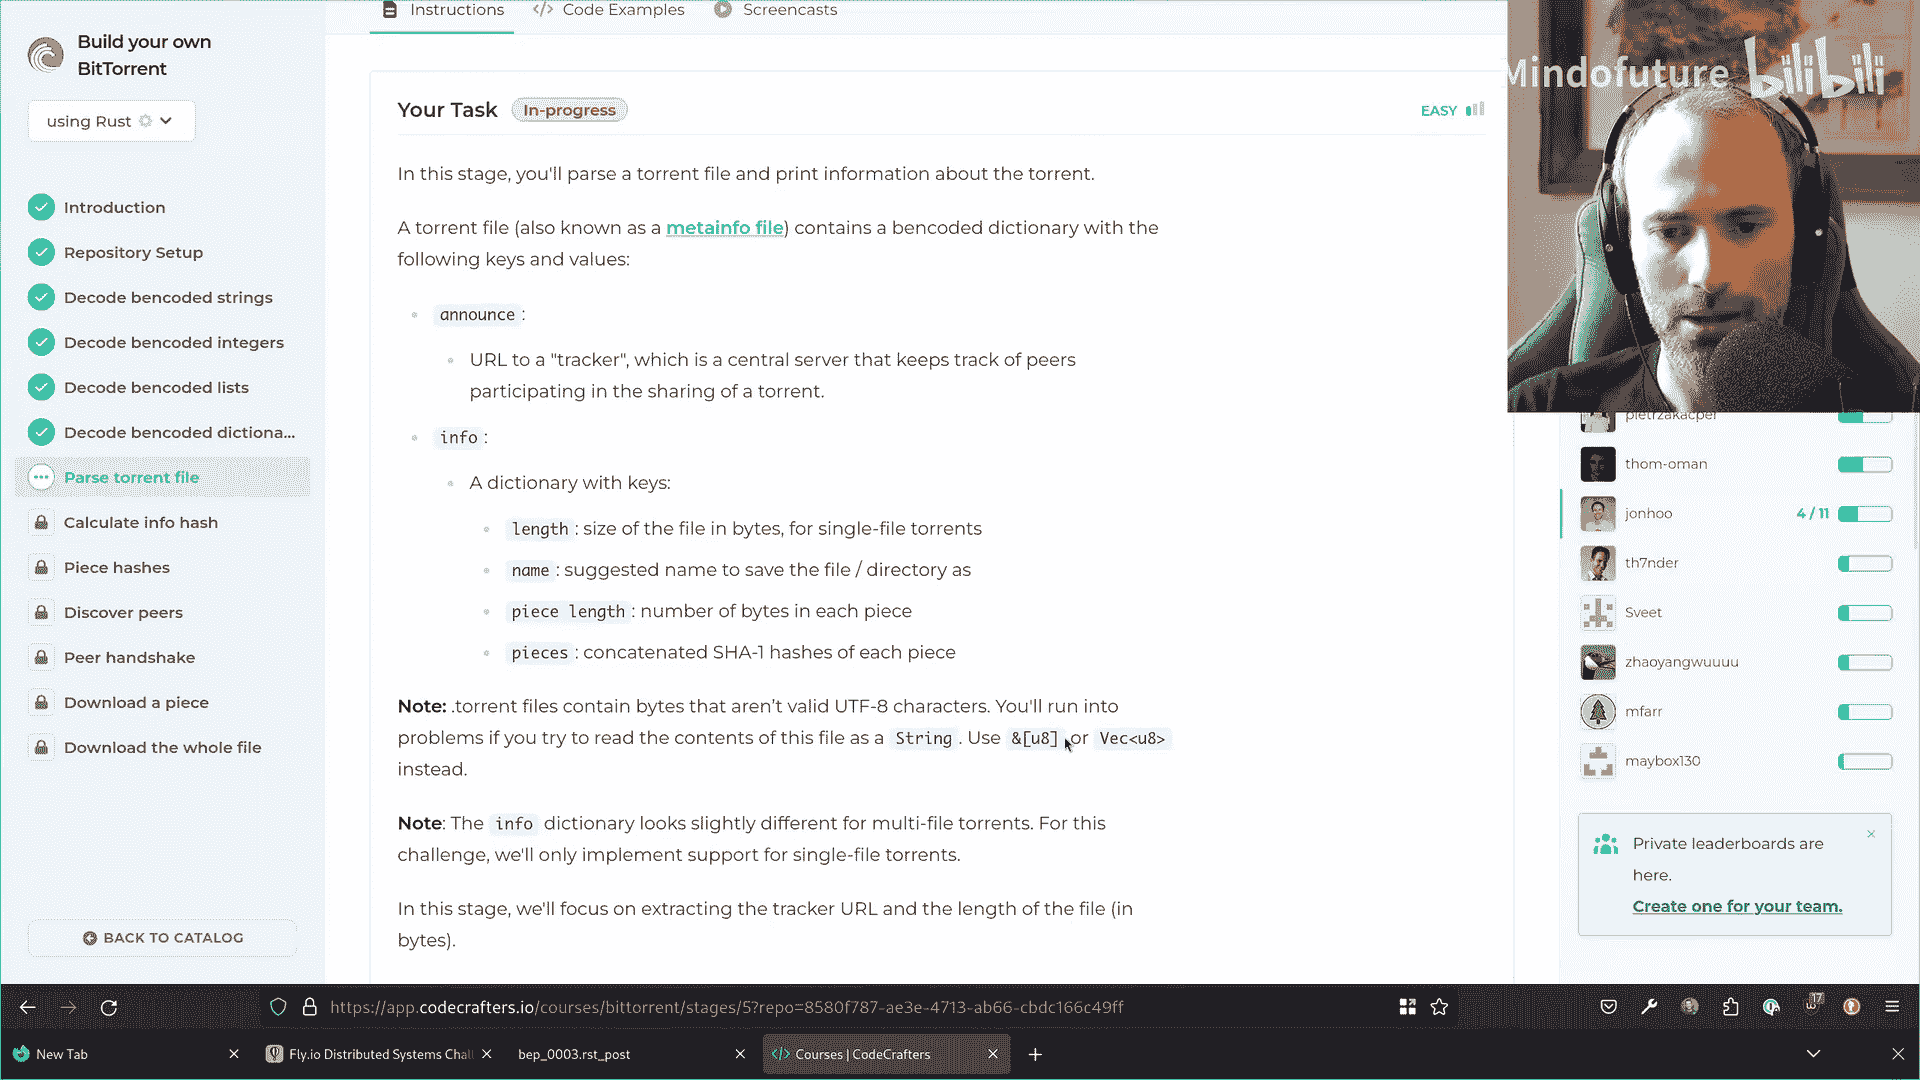 Instructions
</> Code Examples
Screencasts
Build your own
BitTorrent
using Rust
Introduction
Repository Setup
Decode bencoded strings
Decode bencoded integers
Decode bencoded lists
Decode bencoded dictiona...
Parse torrent file
Calculate info hash
Piece hashes
Discover peers
Peer handshake
Download a piece
Download the whole file
BACK TO CATALOG
Your Task In-progress
EASY
In this stage, you'll parse a torrent file and print information about the torrent.
A torrent file (also known as a metainfo file) contains a bencoded dictionary with the
following keys and values:
announce :
URL to a "tracker", which is a central server that keeps track of peers
participating in the sharing of a torrent.
info :
A dictionary with keys:
length : size of the file in bytes, for single-file torrents
name : suggested name to save the file / directory as
piece length : number of bytes in each piece
pieces : concatenated SHA-1 hashes of each piece
Note: .torrent files contain bytes that aren’t valid UTF-8 characters. You'll run into
problems if you try to read the contents of this file as a String . Use &[u8] or Vec<u8>
instead.
Note: The info dictionary looks slightly different for multi-file torrents. For this
challenge, we'll only implement support for single-file torrents.
In this stage, we'll focus on extracting the tracker URL and the length of the file (in
bytes).
Mindofuture bilibili
pietrzakacper
thom-oman
jonhoo 4 / 11
th7nder
Sveet
zhaoyangwuuuu
mfarr
maybox130
Private leaderboards are
here.
Create one for your team.
https://app.codecrafters.io/courses/bittorrent/stages/5?repo=8580f787-ae3e-4713-ab66-cbdc166c49ff
17
New Tab
Fly.io Distributed Systems Chal
bep_0003.rst_post
</> Courses | CodeCrafters